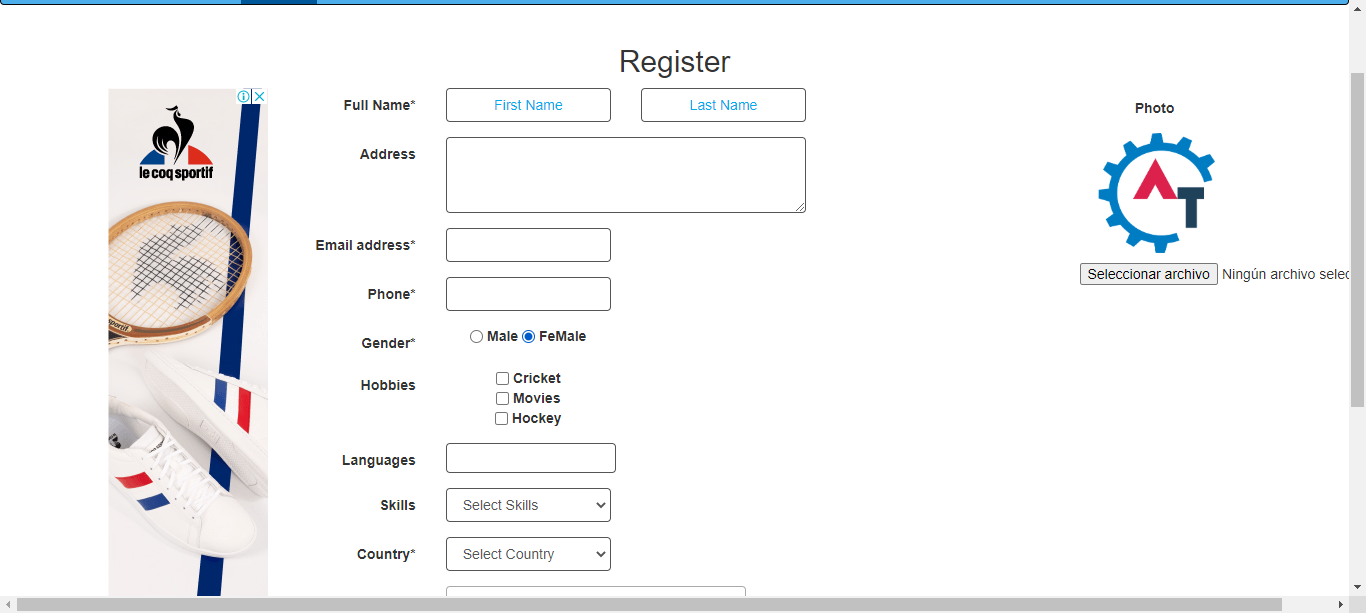 Register
le coq sportif
Full Name*
First Name
Last Name
Photo
Address
AT
Email address*
Seleccionar archivo
Ningún archivo selec
Phone*
Gender*
Male
FeMale
Hobbies
Cricket
Movies
Hockey
Languages
Skills
Select Skills
Country*
Select Country